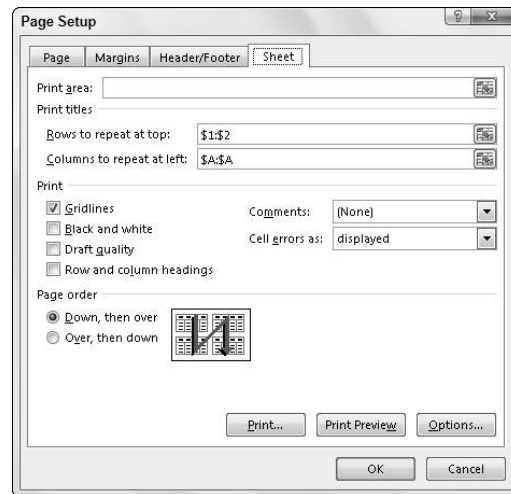 Page Setup
Page Margins Header/Footer Sheet
Print area:
Print titles
Rows to repeat at top: $1:$2
Columns to repeat at left: $A:$A
Print
Gridlines
Black and white
Draft quality
Row and column headings
Comments: (None)
Cell errors as: displayed
Page order
Down, then over
Over, then down
Print... Print Preview Options...
OK Cancel